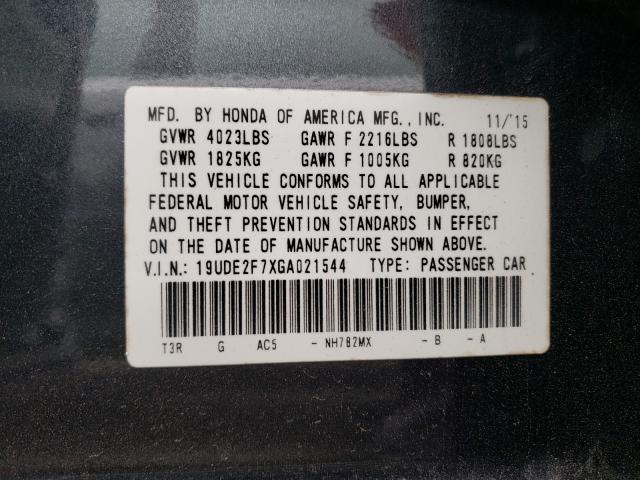 MFD. BY HONDA OF AMERICA MFG., INC. 11/'15
GVWR 4023LBS GAWR F 2216LBS R 1808LBS
GVWR 1825KG GAWR F 1005KG R 820KG
THIS VEHICLE CONFORMS TO ALL APPLICABLE
FEDERAL MOTOR VEHICLE SAFETY, BUMPER,
AND THEFT PREVENTION STANDARDS IN EFFECT
ON THE DATE OF MANUFACTURE SHOWN ABOVE.
V.I.N.: 19UDE2F7XGA021544 TYPE: PASSENGER CAR
T3R G AC5 - NH782MX - B - A